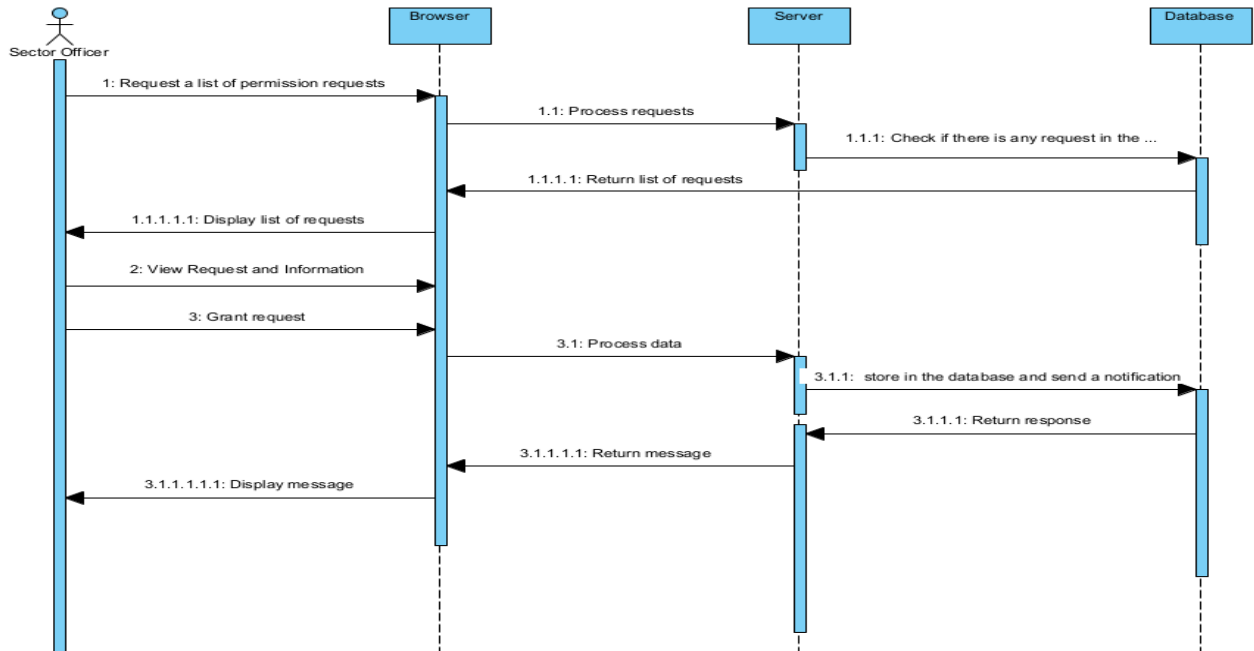 Sector Officer
Browser
Server
Database
1: Request a list of permission requests
1.1: Process requests
1.1.1: Check if there is any request in the ...
1.1.1.1: Return list of requests
1.1.1.1.1: Display list of requests
2: View Request and Information
3: Grant request
3.1: Process data
3.1.1: store in the database and send a notification
3.1.1.1: Return response
3.1.1.1.1: Return message
3.1.1.1.1.1: Display message